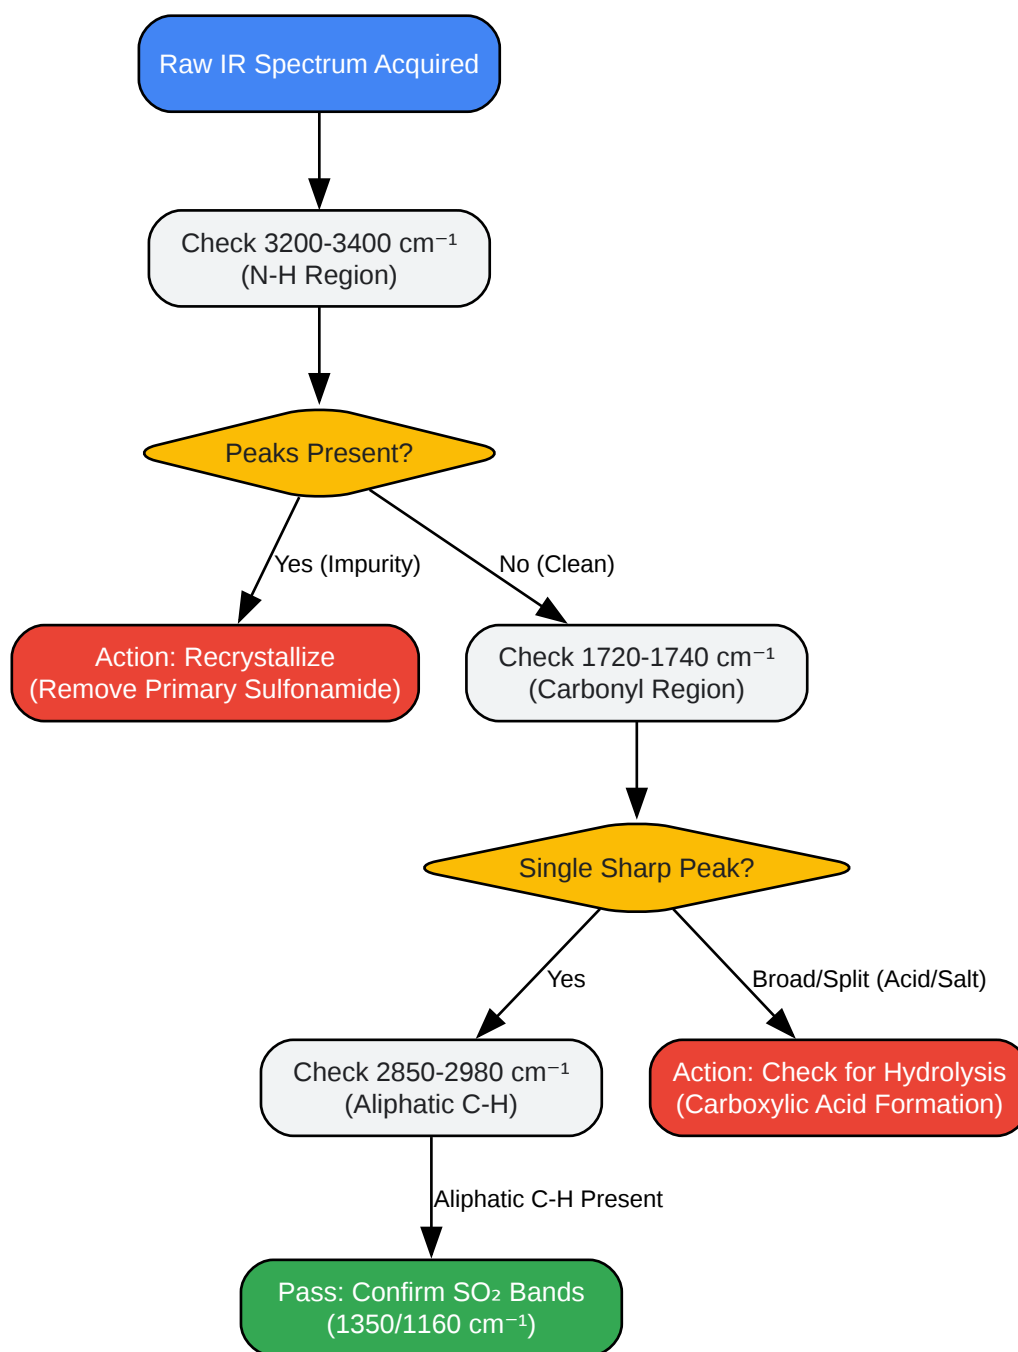 Raw IR Spectrum Acquired
Check 3200-3400 cm⁻¹
(N-H Region)
Peaks Present?
Yes (Impurity)
No (Clean)
Action: Recrystallize
(Remove Primary Sulfonamide)
Check 1720-1740 cm⁻¹
(Carbonyl Region)
Single Sharp Peak?
Yes
Broad/Split (Acid/Salt)
Check 2850-2980 cm⁻¹
(Aliphatic C-H)
Action: Check for Hydrolysis
(Carboxylic Acid Formation)
Aliphatic C-H Present
Pass: Confirm SO₂ Bands
(1350/1160 cm⁻¹)